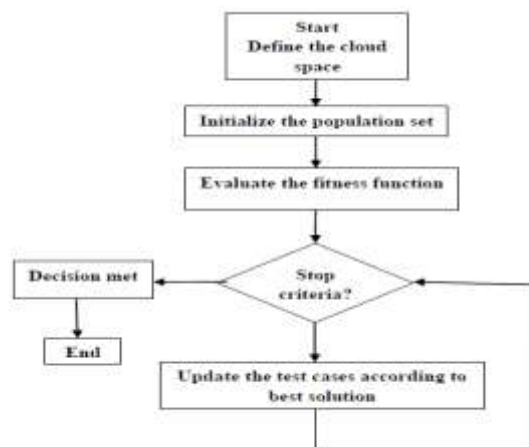 Start
Define the cloud
space
Initialize the population set
Evaluate the fitness function
Stop
criteria?
Decision met
End
Update the test cases according to
best solution